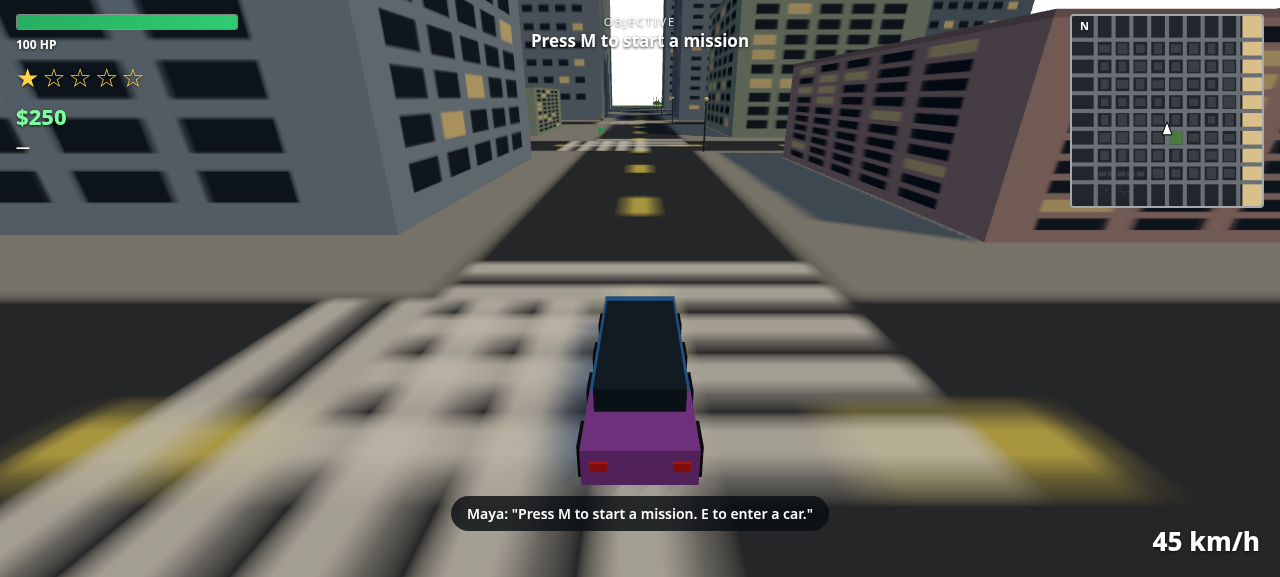 100 HP
★☆☆☆☆
$250
—
OBJECTIVE
Press M to start a mission
N
Maya: "Press M to start a mission. E to enter a car."
45 km/h